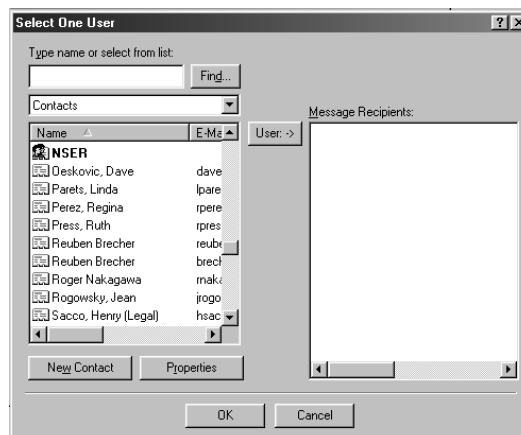 Select One User
Type name or select from list:
Find...
Contacts
Message Recipients:
Name E-Ma
User: ->
NSER
Oeskovic, Dave dave
Parets, Linda lpare
Perez, Regina rpere
Press, Ruth rpres
Reuben Brecher reube
Reuben Brecher brech
Roger Nakagawa rnaka
Rogowsky, Jean jrogo
Sacco, Henry (Legal) hsac
New Contact Properties
OK Cancel